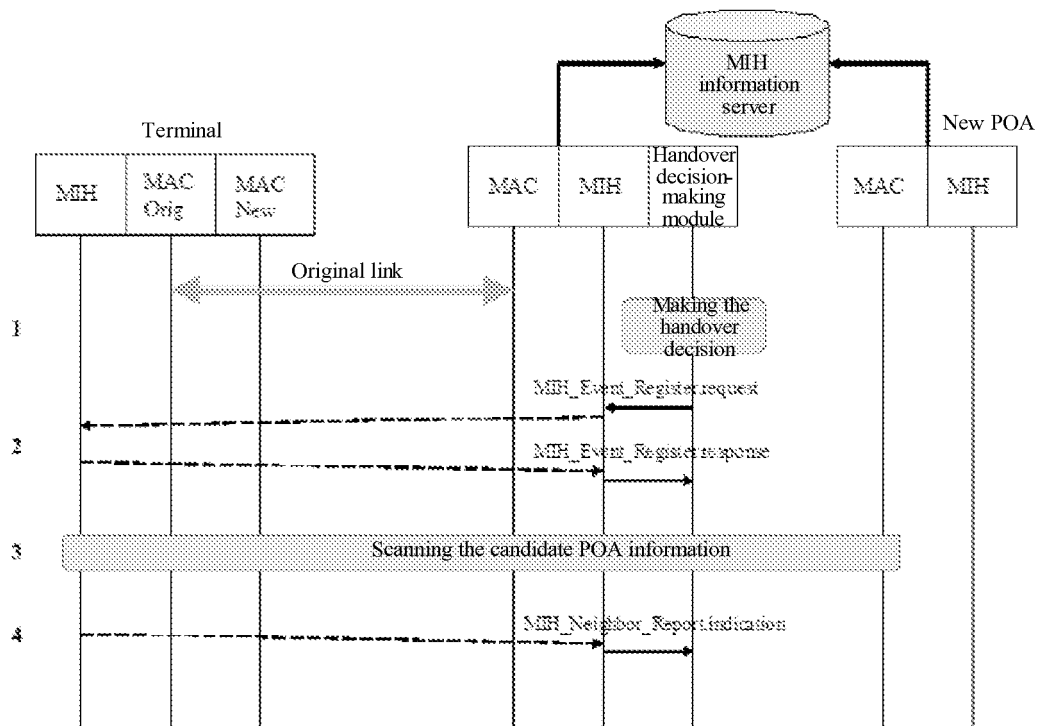 MIH
information
server
Terminal
New POA
MIH
MAC
Orig
MAC
New
MAC
MIH
Handover
decision-
making
module
MAC
MIH
Original link
1
Making the
handover
decision
MIH_Event_Register.request
2
MIH_Event_Register.response
3
Scanning the candidate POA information
4
MIH_Neighbor_Report.indication